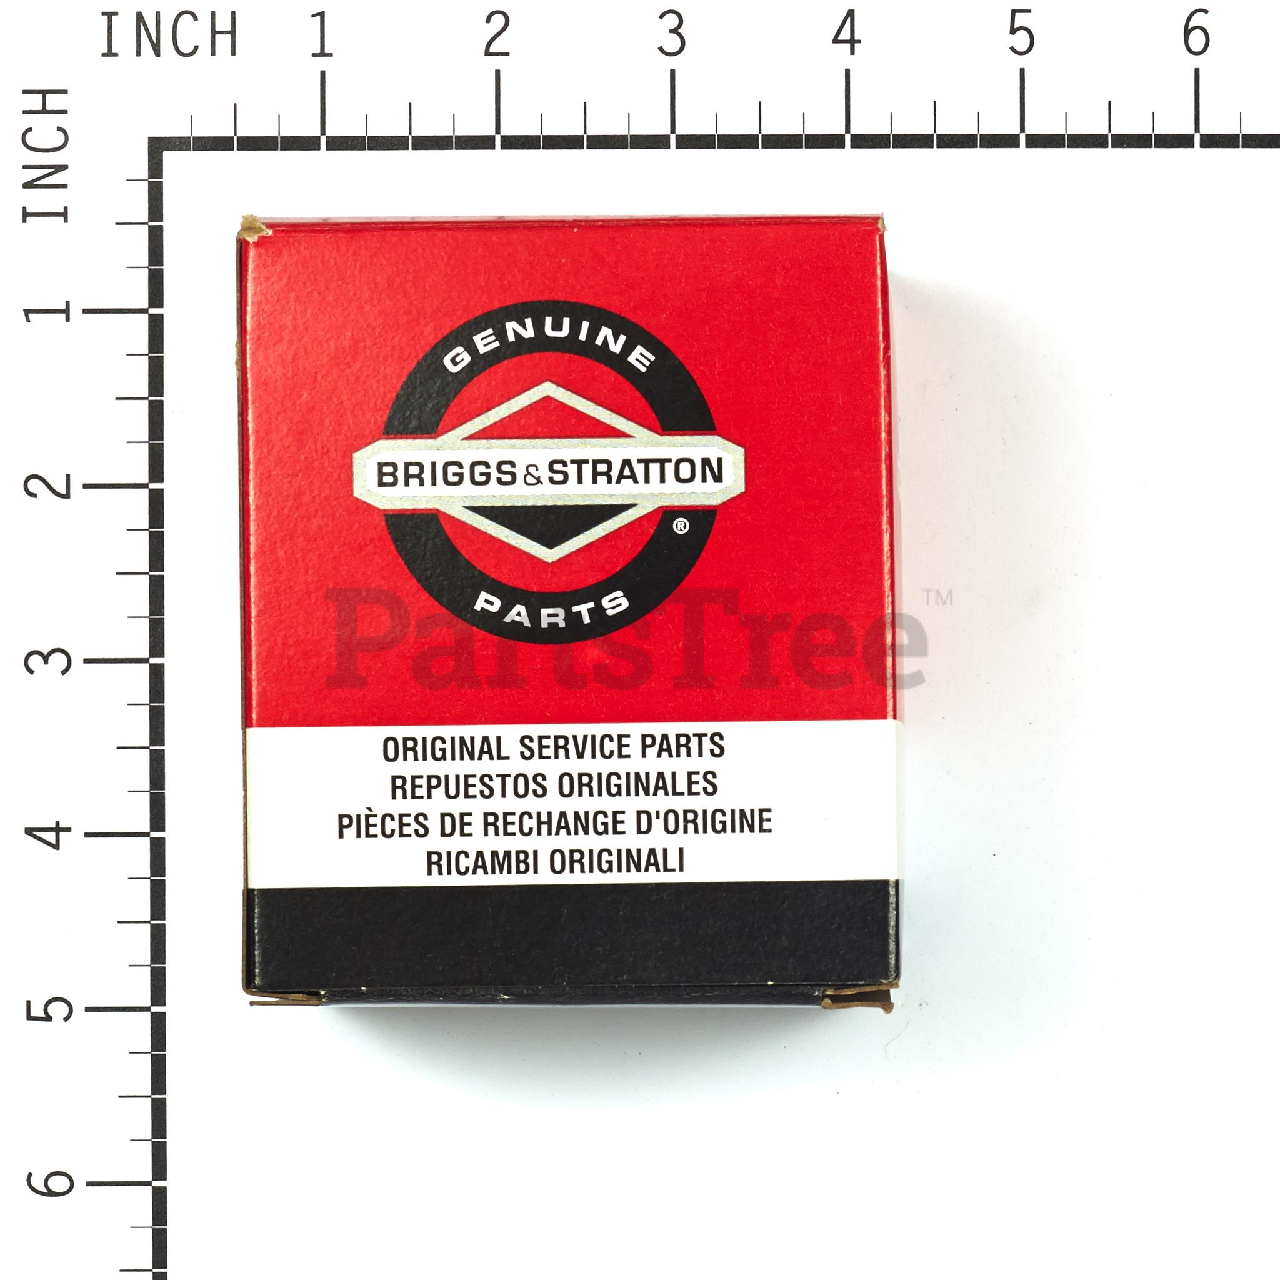 INCH 1 2 3 4 5 6
INCH 1 2 3 4 5 6
GENUINE
BRIGGS & STRATTON
®
PARTS
PartsTree™
ORIGINAL SERVICE PARTS
REPUESTOS ORIGINALES
PIÈCES DE RECHANGE D'ORIGINE
RICAMBI ORIGINALI